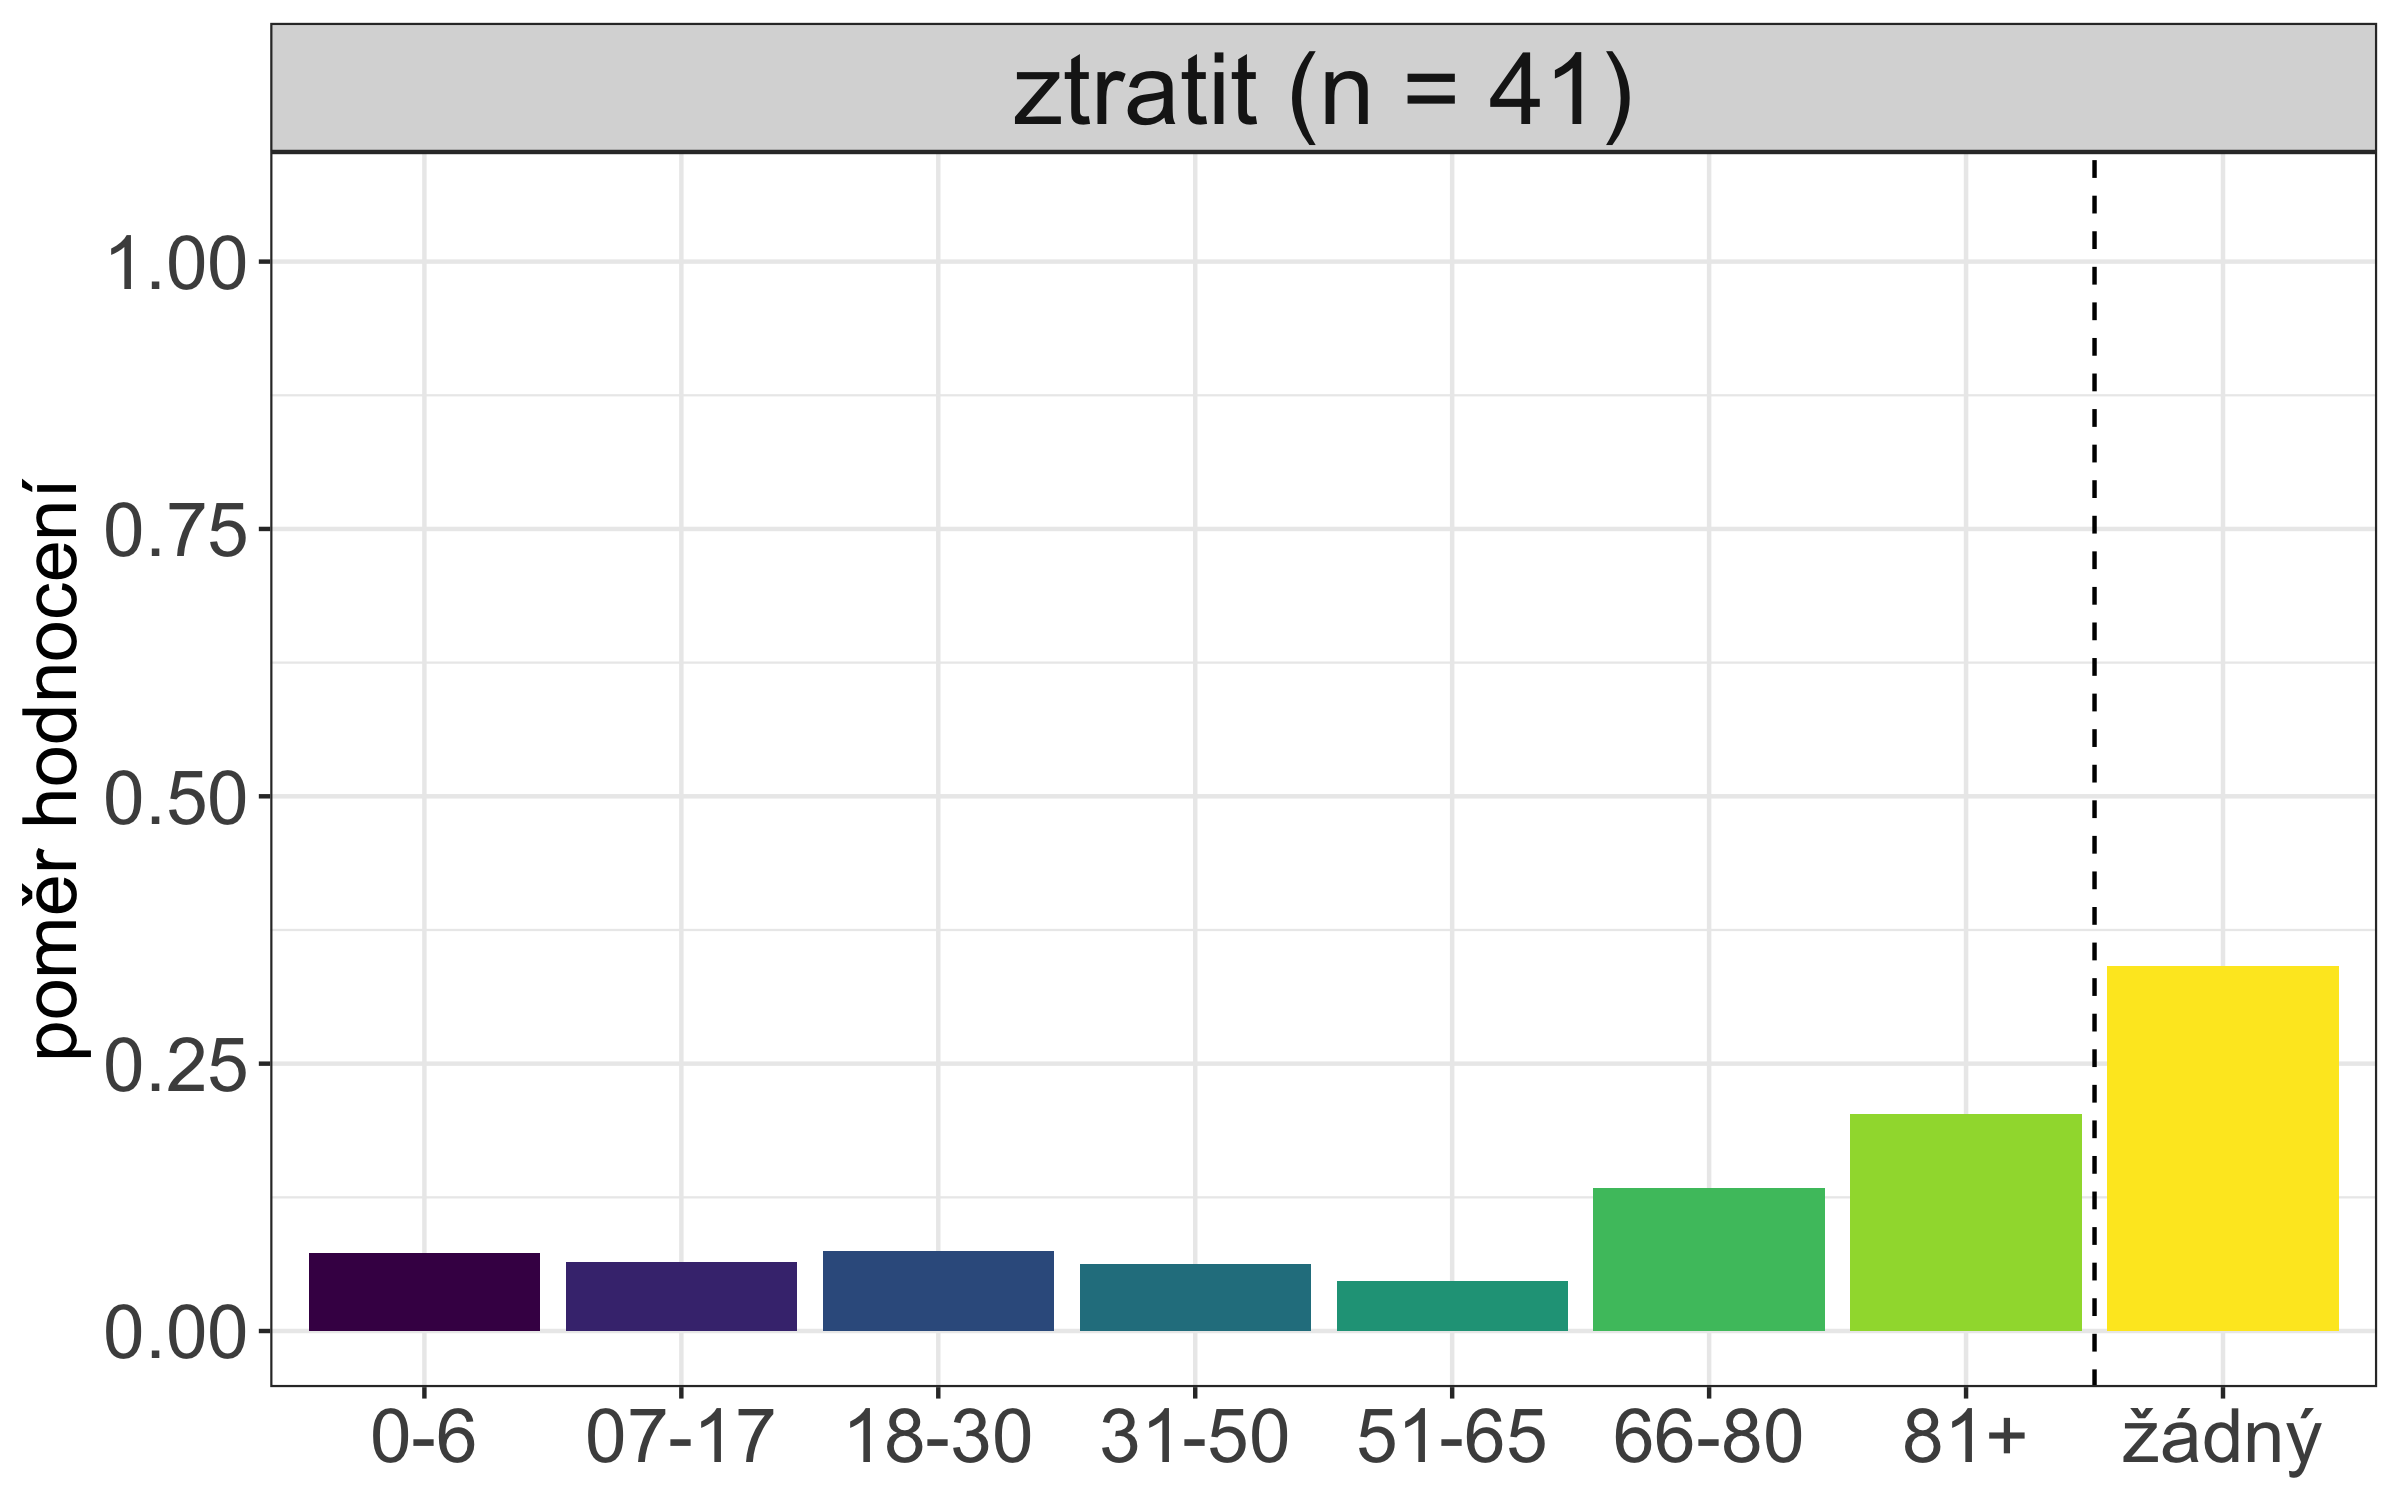 ztratit (n = 41)
poměr hodnocení
1.00
0.75
0.50
0.25
0.00
0-6 07-17 18-30 31-50 51-65 66-80 81+ žádný